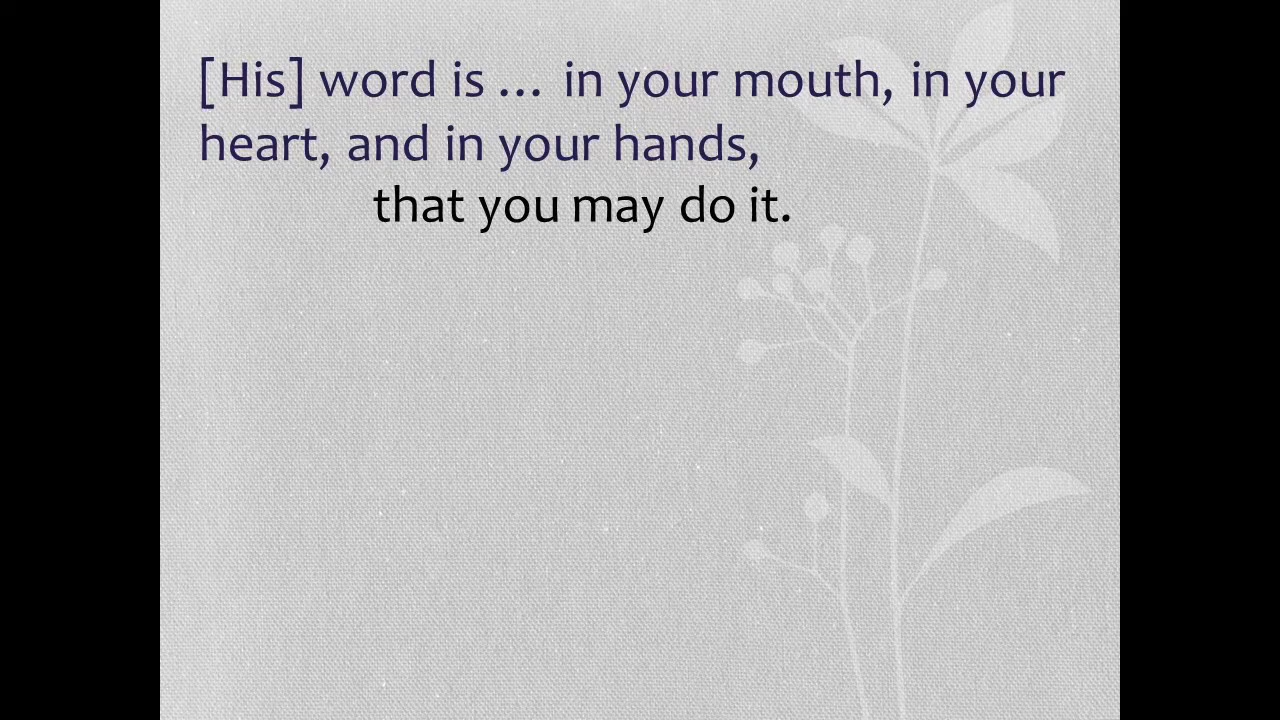 [His] word is … in your mouth, in your
heart, and in your hands,
that you may do it.